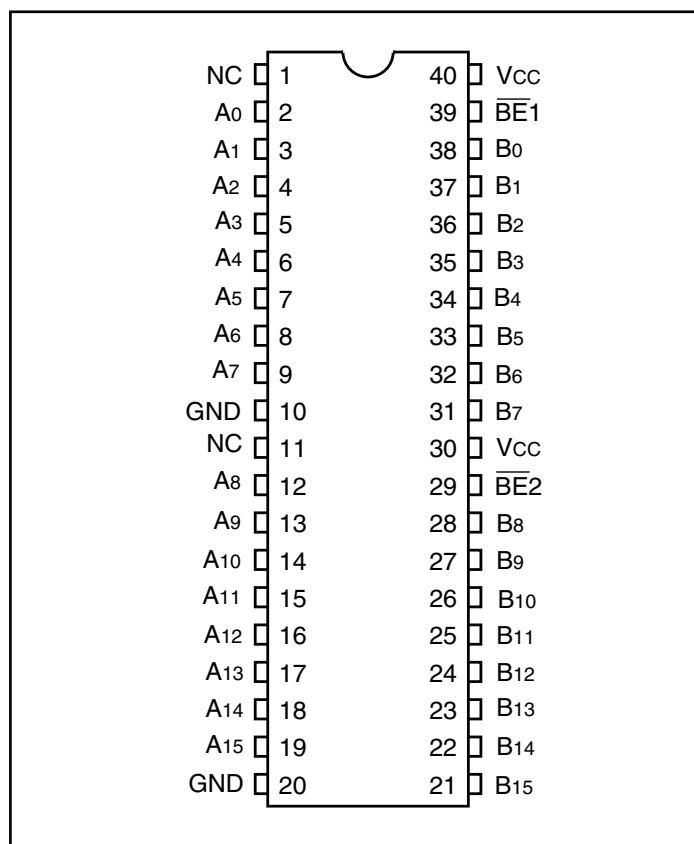 NC 1 40 VCC
A0 2 39 B̅E̅1
A1 3 38 B0
A2 4 37 B1
A3 5 36 B2
A4 6 35 B3
A5 7 34 B4
A6 8 33 B5
A7 9 32 B6
GND 10 31 B7
NC 11 30 VCC
A8 12 29 B̅E̅2
A9 13 28 B8
A10 14 27 B9
A11 15 26 B10
A12 16 25 B11
A13 17 24 B12
A14 18 23 B13
A15 19 22 B14
GND 20 21 B15